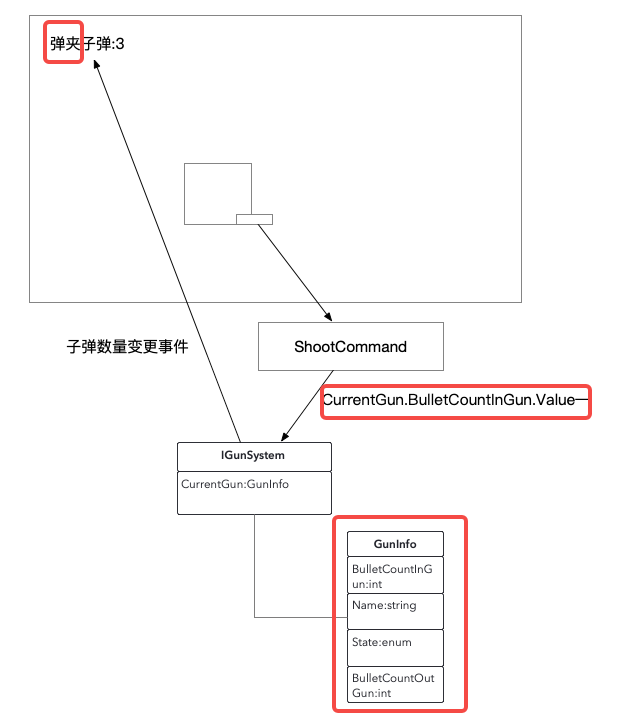 弹夹子弹:3
ShootCommand
子弹数量变更事件
CurrentGun.BulletCountInGun.Value--
IGunSystem
CurrentGun:GunInfo
GunInfo
BulletCountInG
un:int
Name:string
State:enum
BulletCountOut
Gun:int